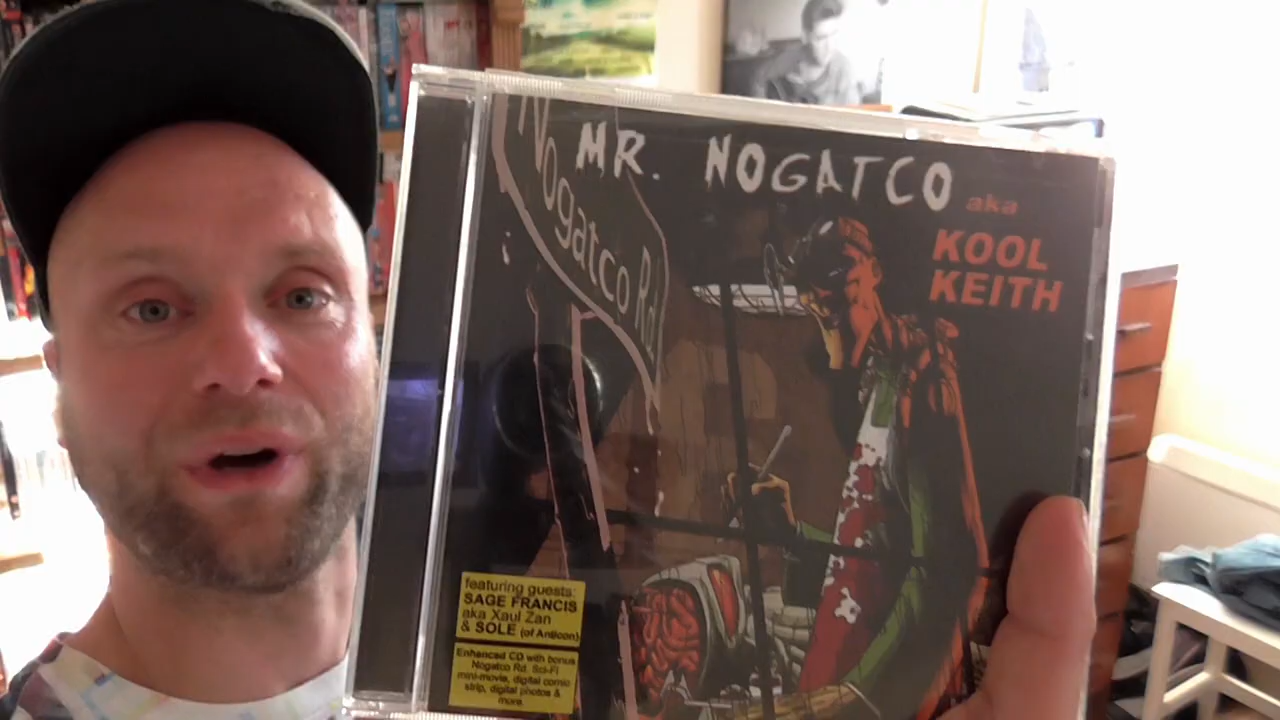 MR. NOGATCO aka
KOOL
KEITH
Nogatco Rd.
featuring guests:
SAGE FRANCIS
aka Xaul Zan
& SOLE (of Anticon)
Enhanced CD with bonus
Nogatco Rd. Sci-Fi
mini-movie, digital comic
strip, digital photos &
more.